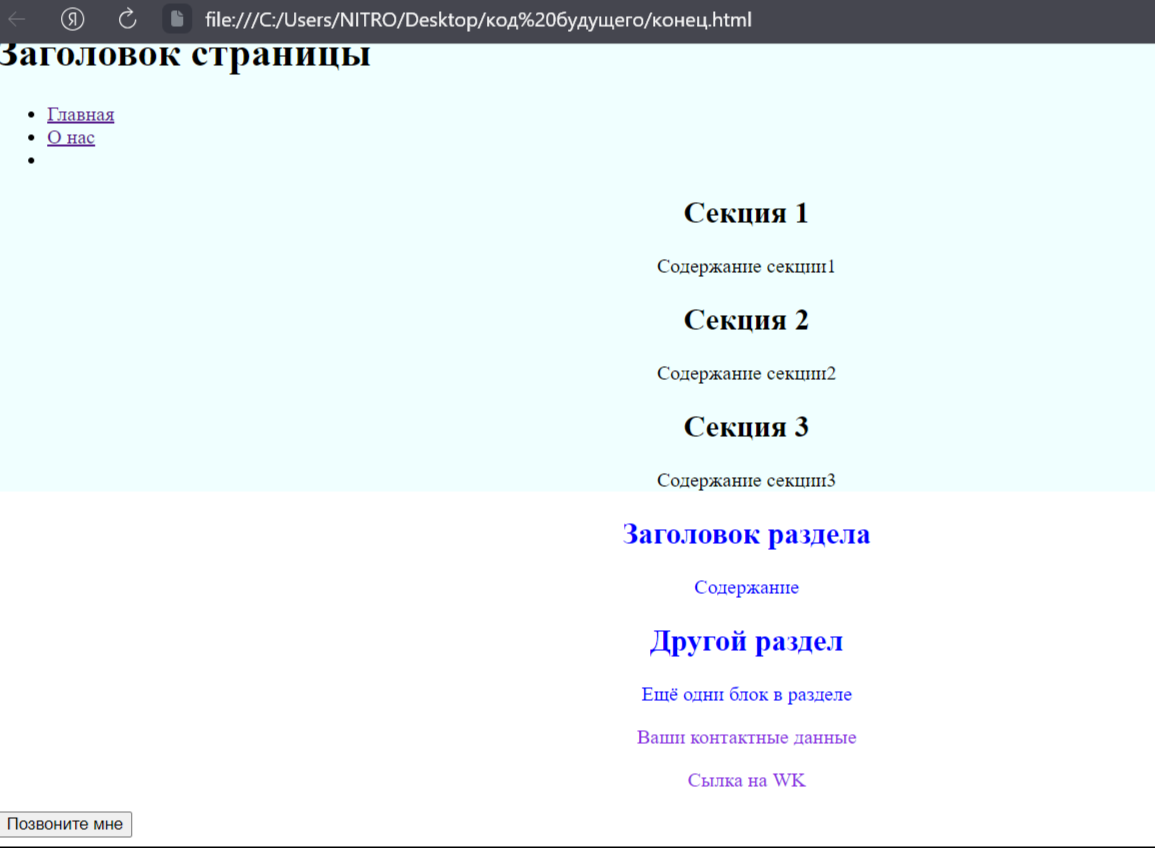 Я file:///C:/Users/NITRO/Desktop/код%20будущего/конец.html
Заголовок страницы
Главная
О нас
Секция 1
Содержание секции1
Секция 2
Содержание секции2
Секция 3
Содержание секции3
Заголовок раздела
Содержание
Другой раздел
Ещё одни блок в разделе
Ваши контактные данные
Сылка на WK
Позвоните мне